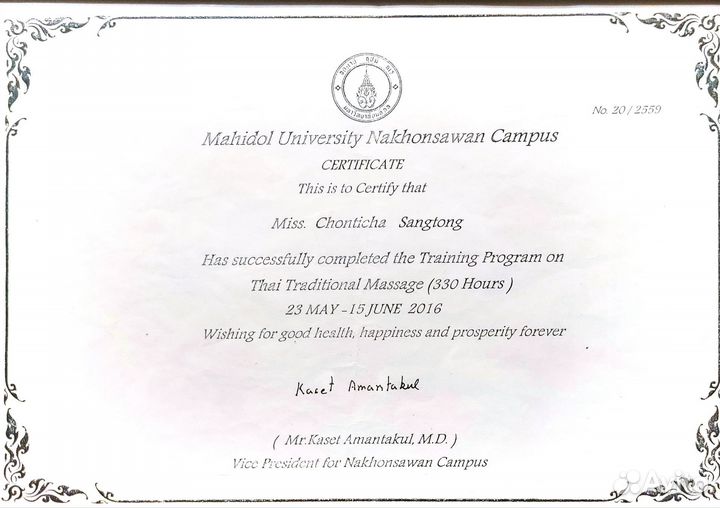 No. 20 / 2559
Mahidol University Nakhonsawan Campus
CERTIFICATE
This is to Certify that
Miss. Chonticha Sangtong
Has successfully completed the Training Program on
Thai Traditional Massage (330 Hours )
23 MAY - 15 JUNE 2016
Wishing for good health, happiness and prosperity forever
Kaset Amantakul
( Mr.Kaset Amantakul, M.D. )
Vice President for Nakhonsawan Campus
Avito